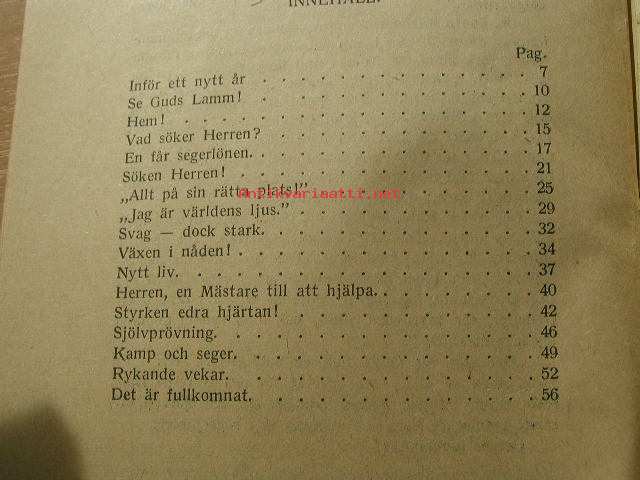 INNEHÅLL.
Pag.
Inför ett nytt år . . . . . . . . . . . . . . . 7
Se Guds Lamm! . . . . . . . . . . . . . . . 10
Hem! . . . . . . . . . . . . . . . . . . . 12
Vad söker Herren? . . . . . . . . . . . . . 15
En får segerlönen. . . . . . . . . . . . . . 17
Söken Herren! . . . . . . . . . . . . . . . 21
„Allt på sin rätta plats!” . . . . . . . . . . 25
Antikvariaatti.net
„Jag är världens ljus.” . . . . . . . . . . . 29
Svag — dock stark. . . . . . . . . . . . . . 32
Växen i nåden! . . . . . . . . . . . . . . . 34
Nytt liv. . . . . . . . . . . . . . . . . . . 37
Herren, en Mästare till att hjälpa. . . . . . . 40
Styrken edra hjärtan! . . . . . . . . . . . . 42
Sjölvprövning. . . . . . . . . . . . . . . . 46
Kamp och seger. . . . . . . . . . . . . . . 49
Rykande vekar. . . . . . . . . . . . . . . . 52
Det är fullkomnat. . . . . . . . . . . . . . 56